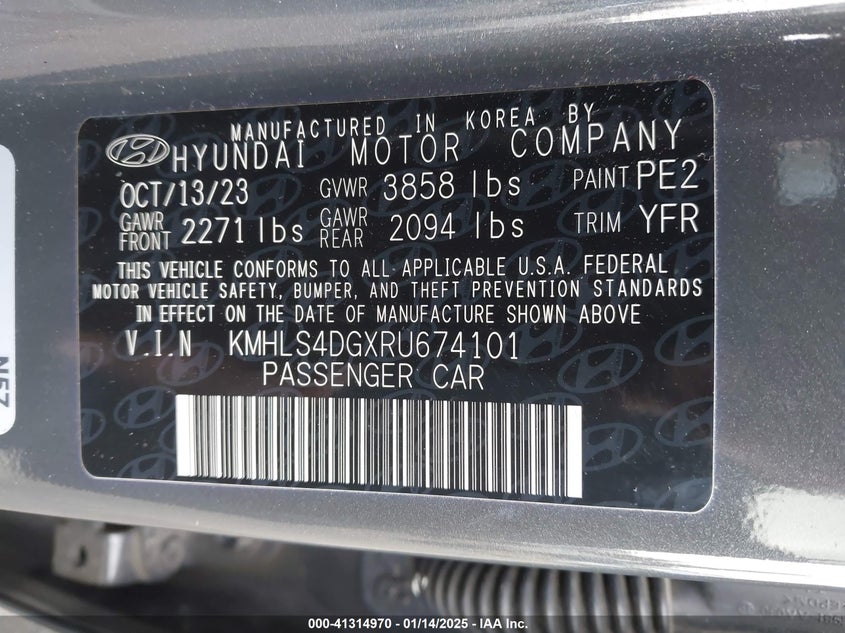 MANUFACTURED IN KOREA BY
HYUNDAI MOTOR COMPANY
OCT/13/23 GVWR 3858 lbs PAINT PE2
GAWR FRONT 2271 lbs GAWR REAR 2094 lbs TRIM YFR
THIS VEHICLE CONFORMS TO ALL APPLICABLE U.S.A. FEDERAL
MOTOR VEHICLE SAFETY, BUMPER, AND THEFT PREVENTION STANDARDS
IN EFFECT ON THE DATE OF MANUFACTURE SHOWN ABOVE
V.I.N KMHLS4DGXRU674101
PASSENGER CAR
N57
000-41314970 — 01/14/2025 — IAA Inc.